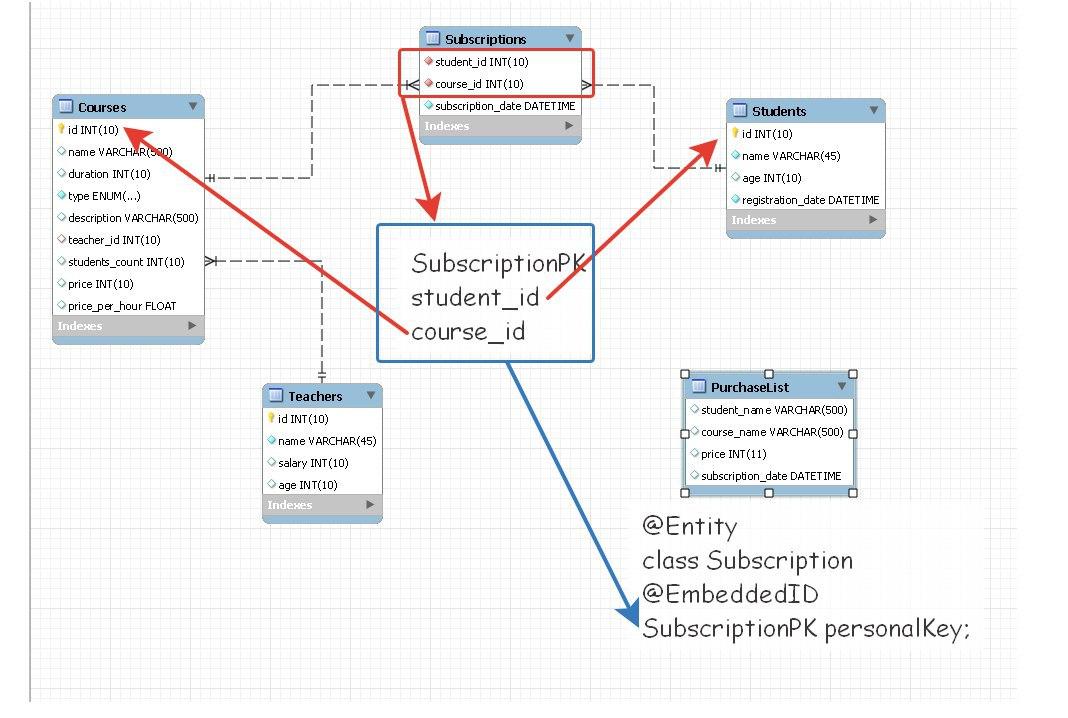 Subscriptions
student_id INT(10)
course_id INT(10)
subscription_date DATETIME
Indexes
Courses
id INT(10)
name VARCHAR(500)
duration INT(10)
type ENUM(...)
description VARCHAR(500)
teacher_id INT(10)
students_count INT(10)
price INT(10)
price_per_hour FLOAT
Indexes
Students
id INT(10)
name VARCHAR(45)
age INT(10)
registration_date DATETIME
Indexes
SubscriptionPK
student_id
course_id
Teachers
id INT(10)
name VARCHAR(45)
salary INT(10)
age INT(10)
Indexes
PurchaseList
student_name VARCHAR(500)
course_name VARCHAR(500)
price INT(11)
subscription_date DATETIME
@Entity
class Subscription
@EmbeddedID
SubscriptionPK personalKey;